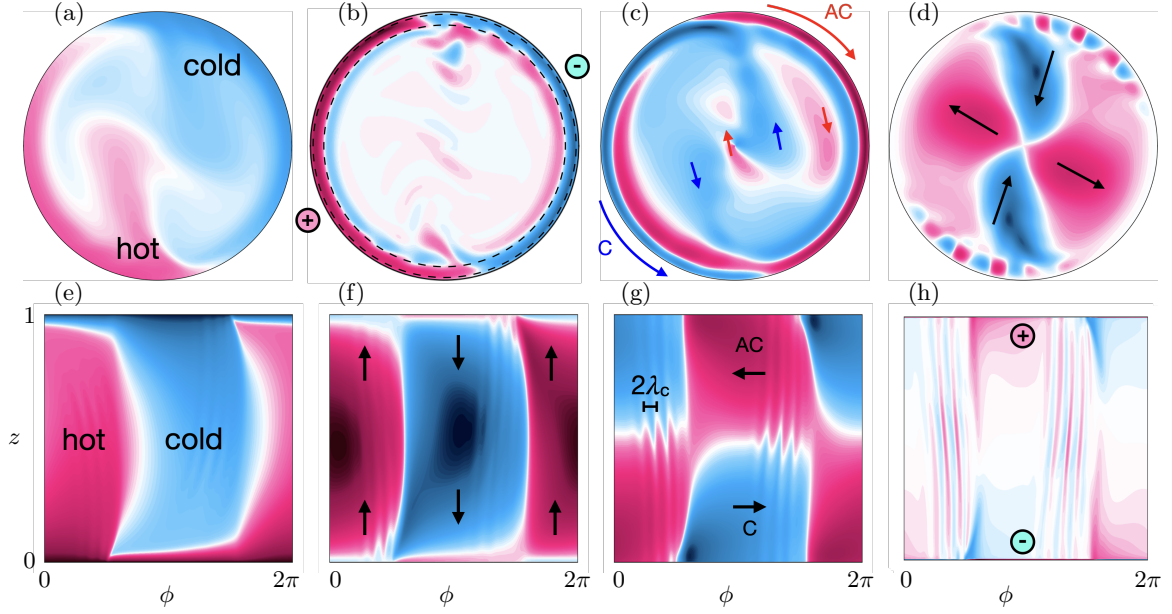 (a) (b) (c) (d)
AC
cold
-
+
hot
C
(e) (f) (g) (h)
1
+
AC
2λc
z
hot cold
C
-
0
0 2π 0 2π 0 2π 0 2π
ϕ ϕ ϕ ϕ